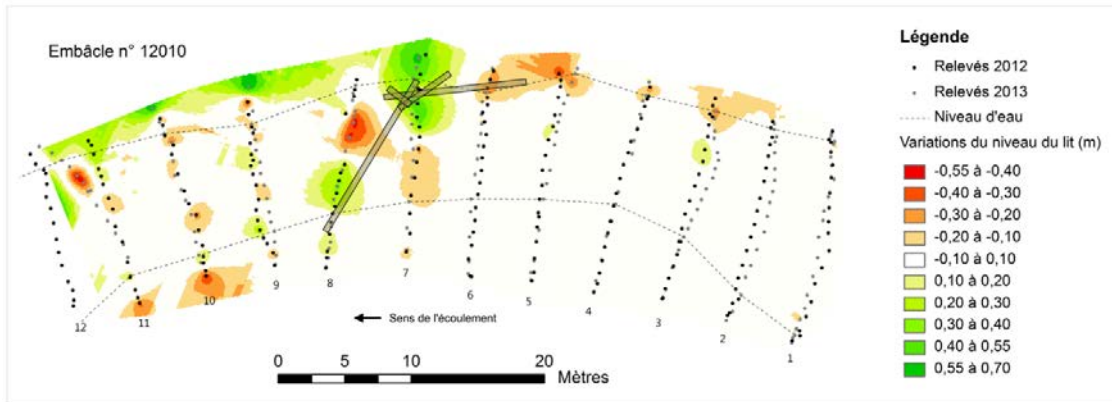 Embâcle n° 12010
12
11
10
9
8
7
6
5
4
3
2
1
Sens de l'écoulement
0 5 10 20
Mètres
Légende
Relevés 2012
Relevés 2013
Niveau d'eau
Variations du niveau du lit (m)
-0,55 à -0,40
-0,40 à -0,30
-0,30 à -0,20
-0,20 à -0,10
-0,10 à 0,10
0,10 à 0,20
0,20 à 0,30
0,30 à 0,40
0,40 à 0,55
0,55 à 0,70